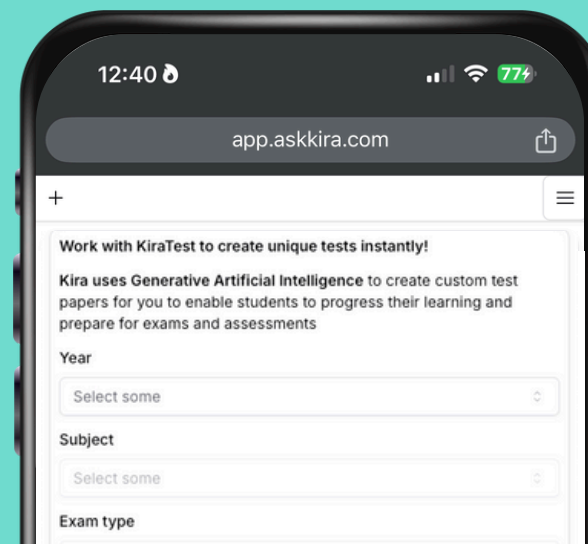 12:40
77
app.askkira.com
Work with KiraTest to create unique tests instantly!
Kira uses Generative Artificial Intelligence to create custom test
papers for you to enable students to progress their learning and
prepare for exams and assessments
Year
Select some
Subject
Select some
Exam type